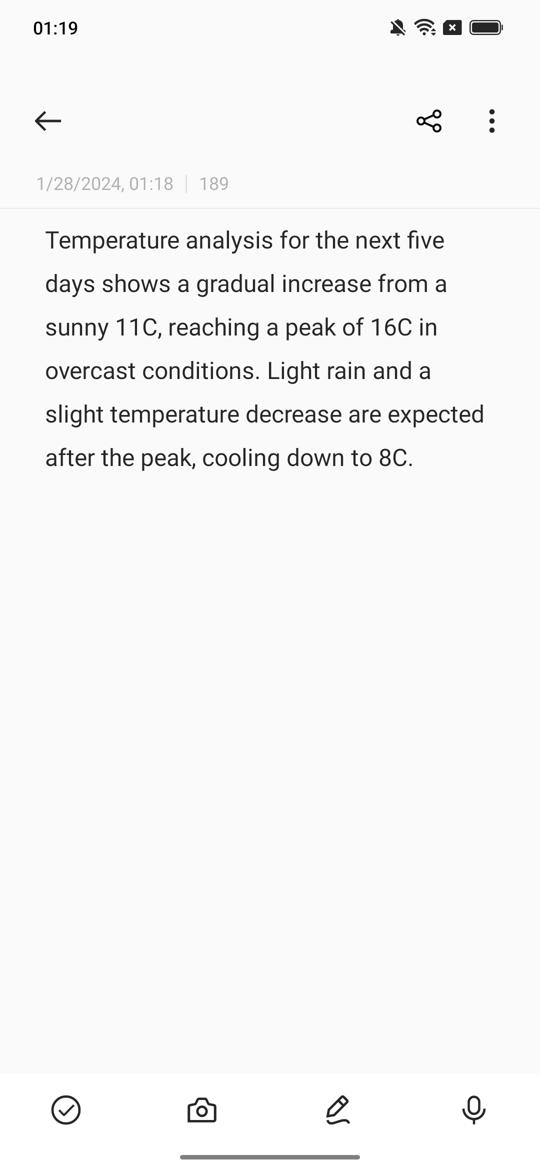 01:19
1/28/2024, 01:18 189
Temperature analysis for the next five
days shows a gradual increase from a
sunny 11C, reaching a peak of 16C in
overcast conditions. Light rain and a
slight temperature decrease are expected
after the peak, cooling down to 8C.